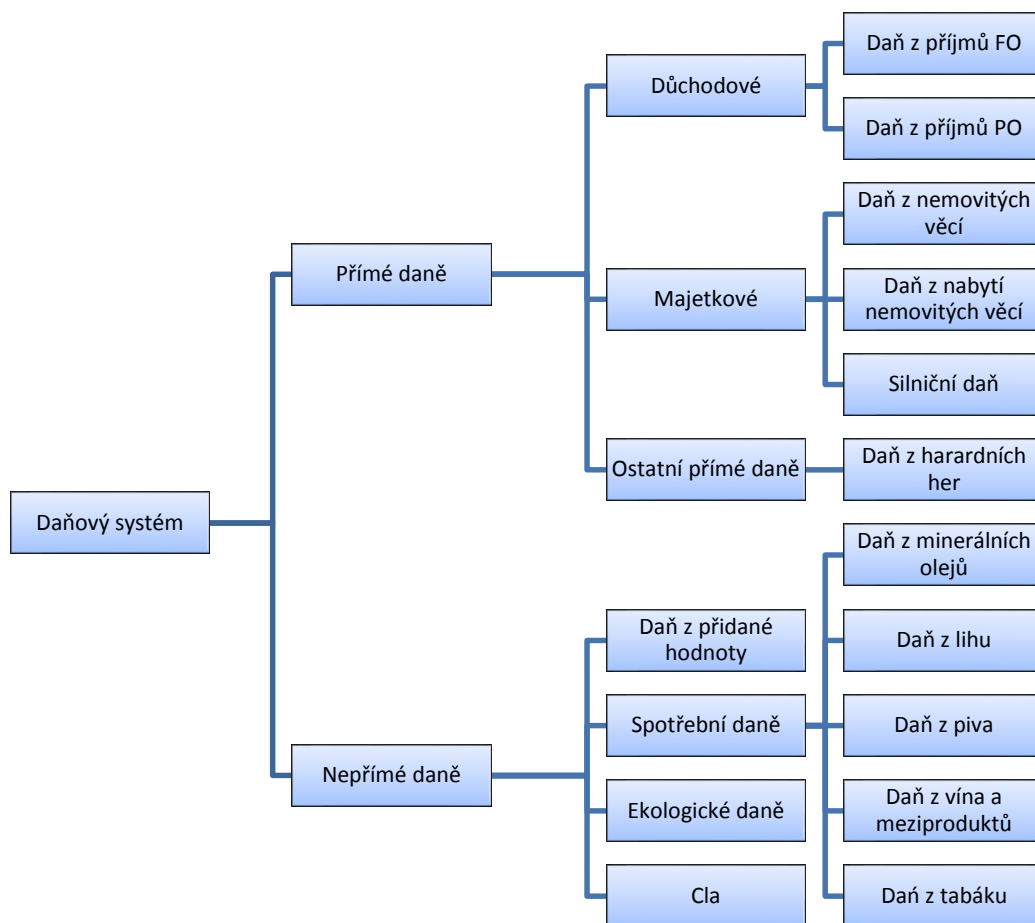 Daňový systém
Přímé daně
Důchodové
Daň z příjmů FO
Daň z příjmů PO
Majetkové
Daň z nemovitých
věcí
Daň z nabytí
nemovitých věcí
Silniční daň
Ostatní přímé daně
Daň z harardních
her
Nepřímé daně
Daň z přidané
hodnoty
Spotřební daně
Daň z minerálních
olejů
Daň z lihu
Daň z piva
Daň z vína a
meziproduktů
Dań z tabáku
Ekologické daně
Cla